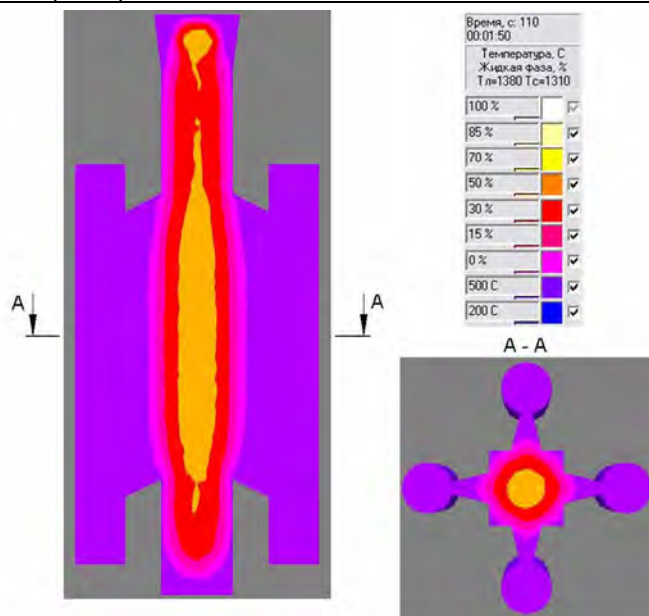 Время, с: 110
00:01:50
Температура, С
Жидкая фаза, %
Тл=1380 Тс=1310
100 %
85 %
70 %
50 %
30 %
15 %
0 %
500 С
200 С
А А
А - А